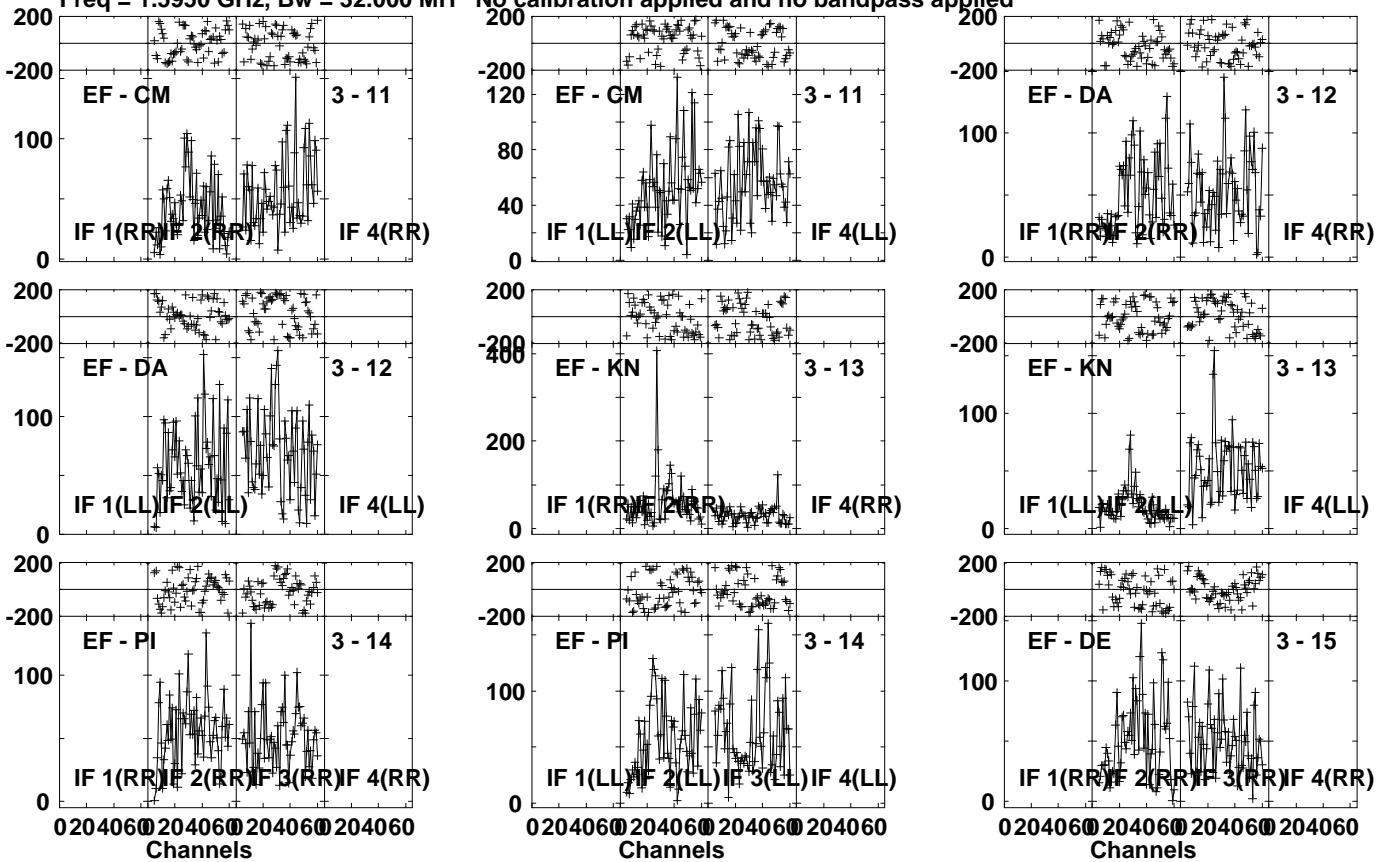 Freq = 1.5950 GHz, Bw = 32.000 MH No calibration applied and no bandpass applied
200 200 200
-200 -200 -200
EF - CM 3 - 11 EF - CM 3 - 11 EF - DA 3 - 12
120
100 100
80
40
IF 1(RR) IF 2(RR) IF 4(RR) IF 1(LL) IF 2(LL) IF 4(LL) IF 1(RR) IF 2(RR) IF 4(RR)
0 0 0
200 200 200
-200 -200 -200
400
EF - DA 3 - 12 EF - KN 3 - 13 EF - KN 3 - 13
100 200 100
IF 1(LL) IF 2(LL) IF 4(LL) IF 1(RR) IF 2(RR) IF 4(RR) IF 1(LL) IF 2(LL) IF 4(LL)
0 0 0
200 200 200
-200 -200 -200
EF - PI 3 - 14 EF - PI 3 - 14 EF - DE 3 - 15
100 100 100
IF 1(RR) IF 2(RR) IF 3(RR) IF 4(RR) IF 1(LL) IF 2(LL) IF 3(LL) IF 4(LL) IF 1(RR) IF 2(RR) IF 3(RR) IF 4(RR)
0 0 0
0 20 40 60 0 20 40 60 0 20 40 60 0 20 40 60 0 20 40 60 0 20 40 60 0 20 40 60 0 20 40 60 0 20 40 60 0 20 40 60 0 20 40 60 0 20 40 60
Channels Channels Channels